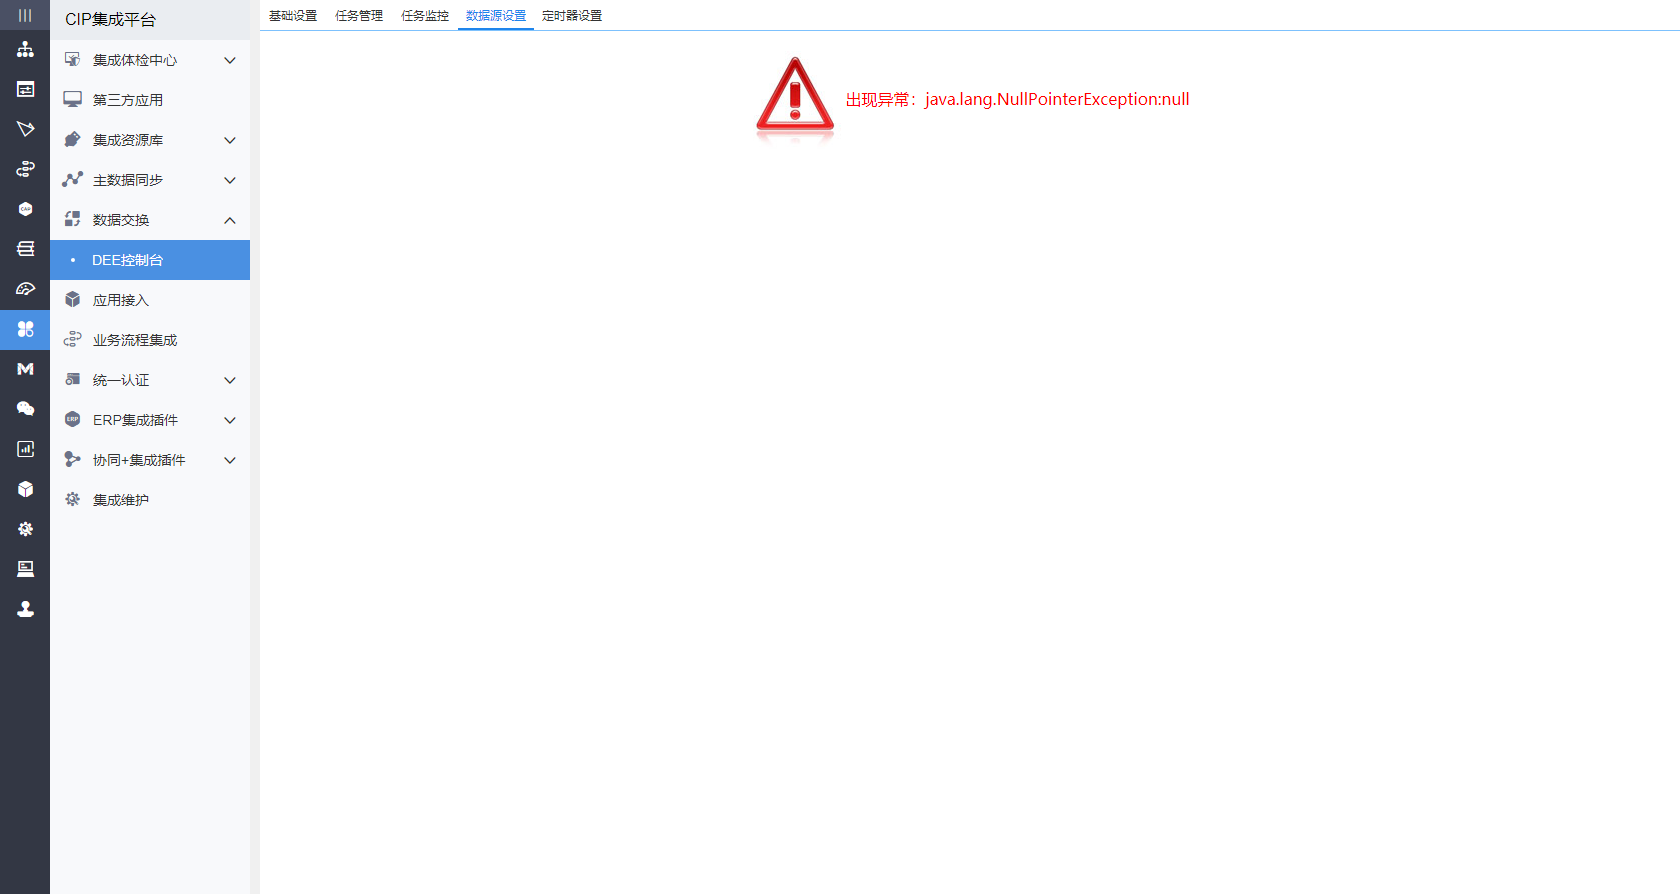 CIP集成平台
集成体检中心
第三方应用
集成资源库
主数据同步
数据交换
DEE控制台
应用接入
业务流程集成
统一认证
ERP集成插件
协同+集成插件
集成维护
基础设置 任务管理 任务监控 数据源设置 定时器设置
出现异常：java.lang.NullPointerException:null